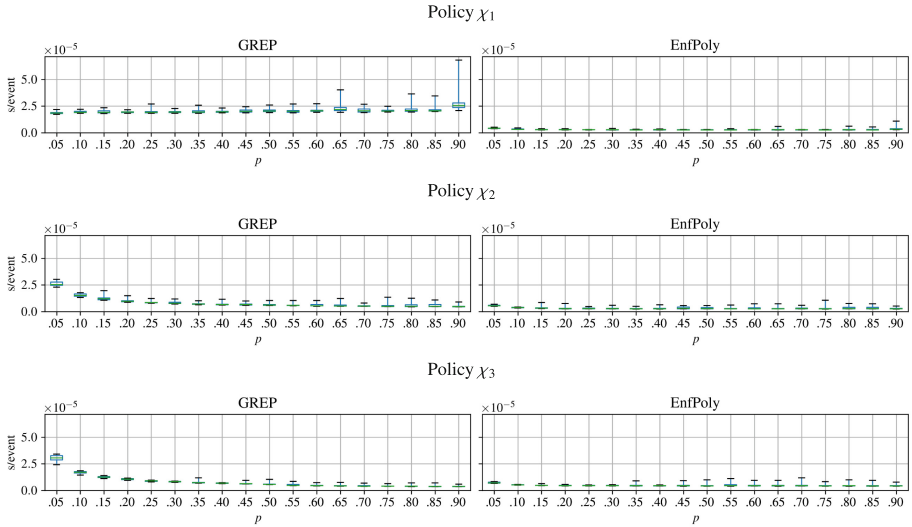 Policy χ1
GREP
EnfPoly
×10−5
×10−5
s/event
5.0
2.5
0.0
.05 .10 .15 .20 .25 .30 .35 .40 .45 .50 .55 .60 .65 .70 .75 .80 .85 .90
.05 .10 .15 .20 .25 .30 .35 .40 .45 .50 .55 .60 .65 .70 .75 .80 .85 .90
p
p
Policy χ2
GREP
EnfPoly
×10−5
×10−5
s/event
5.0
2.5
0.0
.05 .10 .15 .20 .25 .30 .35 .40 .45 .50 .55 .60 .65 .70 .75 .80 .85 .90
.05 .10 .15 .20 .25 .30 .35 .40 .45 .50 .55 .60 .65 .70 .75 .80 .85 .90
p
p
Policy χ3
GREP
EnfPoly
×10−5
×10−5
s/event
5.0
2.5
0.0
.05 .10 .15 .20 .25 .30 .35 .40 .45 .50 .55 .60 .65 .70 .75 .80 .85 .90
.05 .10 .15 .20 .25 .30 .35 .40 .45 .50 .55 .60 .65 .70 .75 .80 .85 .90
p
p